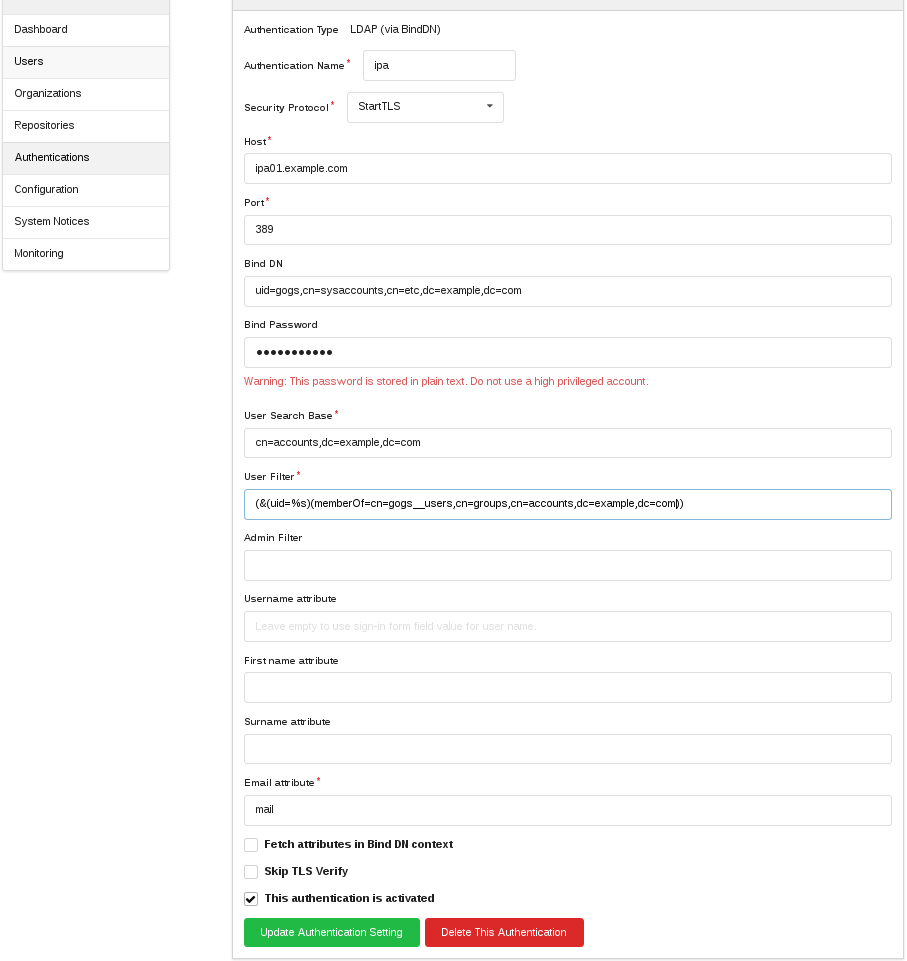 Dashboard
Users
Organizations
Repositories
Authentications
Configuration
System Notices
Monitoring
Authentication Type LDAP (via BindDN)
Authentication Name* ipa
Security Protocol* StartTLS
Host*
ipa01.example.com
Port*
389
Bind DN
uid=gogs,cn=sysaccounts,cn=etc,dc=example,dc=com
Bind Password
●●●●●●●●●●●
Warning: This password is stored in plain text. Do not use a high privileged account.
User Search Base*
cn=accounts,dc=example,dc=com
User Filter*
(&(uid=%s)(memberOf=cn=gogs__users,cn=groups,cn=accounts,dc=example,dc=com))
Admin Filter
Username attribute
Leave empty to use sign-in form field value for user name.
First name attribute
Surname attribute
Email attribute*
mail
Fetch attributes in Bind DN context
Skip TLS Verify
This authentication is activated
Update Authentication Setting Delete This Authentication